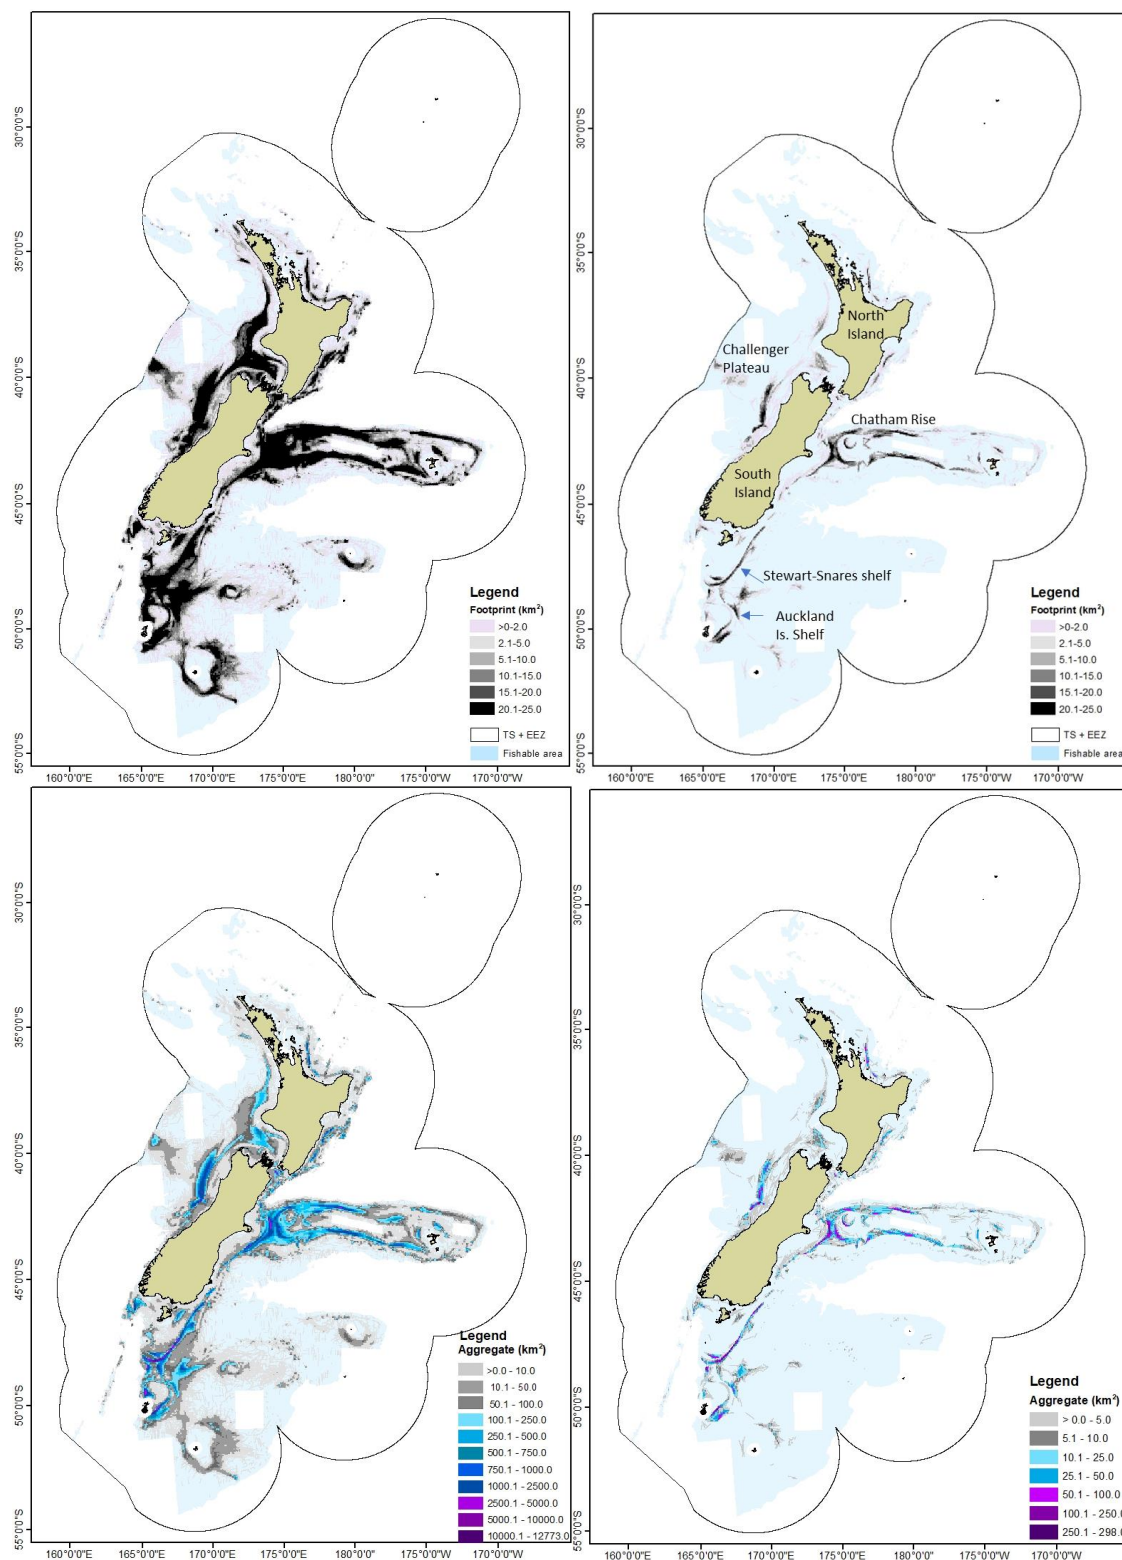 30°0'0"S
35°0'0"S
40°0'0"S
45°0'0"S
50°0'0"S
55°0'0"S
160°0'0"E
165°0'0"E
170°0'0"E
175°0'0"E
180°0'0"
175°0'0"W
170°0'0"W
Legend
Footprint (km²)
>0-2.0
2.1-5.0
5.1-10.0
10.1-15.0
15.1-20.0
20.1-25.0
TS + EEZ
Fishable area
30°0'0"S
35°0'0"S
40°0'0"S
45°0'0"S
50°0'0"S
55°0'0"S
North
Island
Challenger
Plateau
Chatham Rise
South
Island
Stewart-Snares shelf
Auckland
Is. Shelf
Legend
Footprint (km²)
>0-2.0
2.1-5.0
5.1-10.0
10.1-15.0
15.1-20.0
20.1-25.0
TS + EEZ
Fishable area
160°0'0"E
165°0'0"E
170°0'0"E
175°0'0"E
180°0'0"
175°0'0"W
170°0'0"W
30°0'0"S
35°0'0"S
40°0'0"S
45°0'0"S
50°0'0"S
55°0'0"S
Legend
Aggregate (km²)
>0.0 - 10.0
10.1 - 50.0
50.1 - 100.0
100.1 - 250.0
250.1 - 500.0
500.1 - 750.0
750.1 - 1000.0
1000.1 - 2500.0
2500.1 - 5000.0
5000.1 - 10000.0
10000.1 - 12773.0
160°0'0"E
165°0'0"E
170°0'0"E
175°0'0"E
180°0'0"
175°0'0"W
170°0'0"W
30°0'0"S
35°0'0"S
40°0'0"S
45°0'0"S
50°0'0"S
55°0'0"S
Legend
Aggregate (km²)
> 0.0 - 5.0
5.1 - 10.0
10.1 - 25.0
25.1 - 50.0
50.1 - 100.0
100.1 - 250.0
250.1 - 298.0
160°0'0"E
165°0'0"E
170°0'0"E
175°0'0"E
180°0'0"
175°0'0"W
170°0'0"W